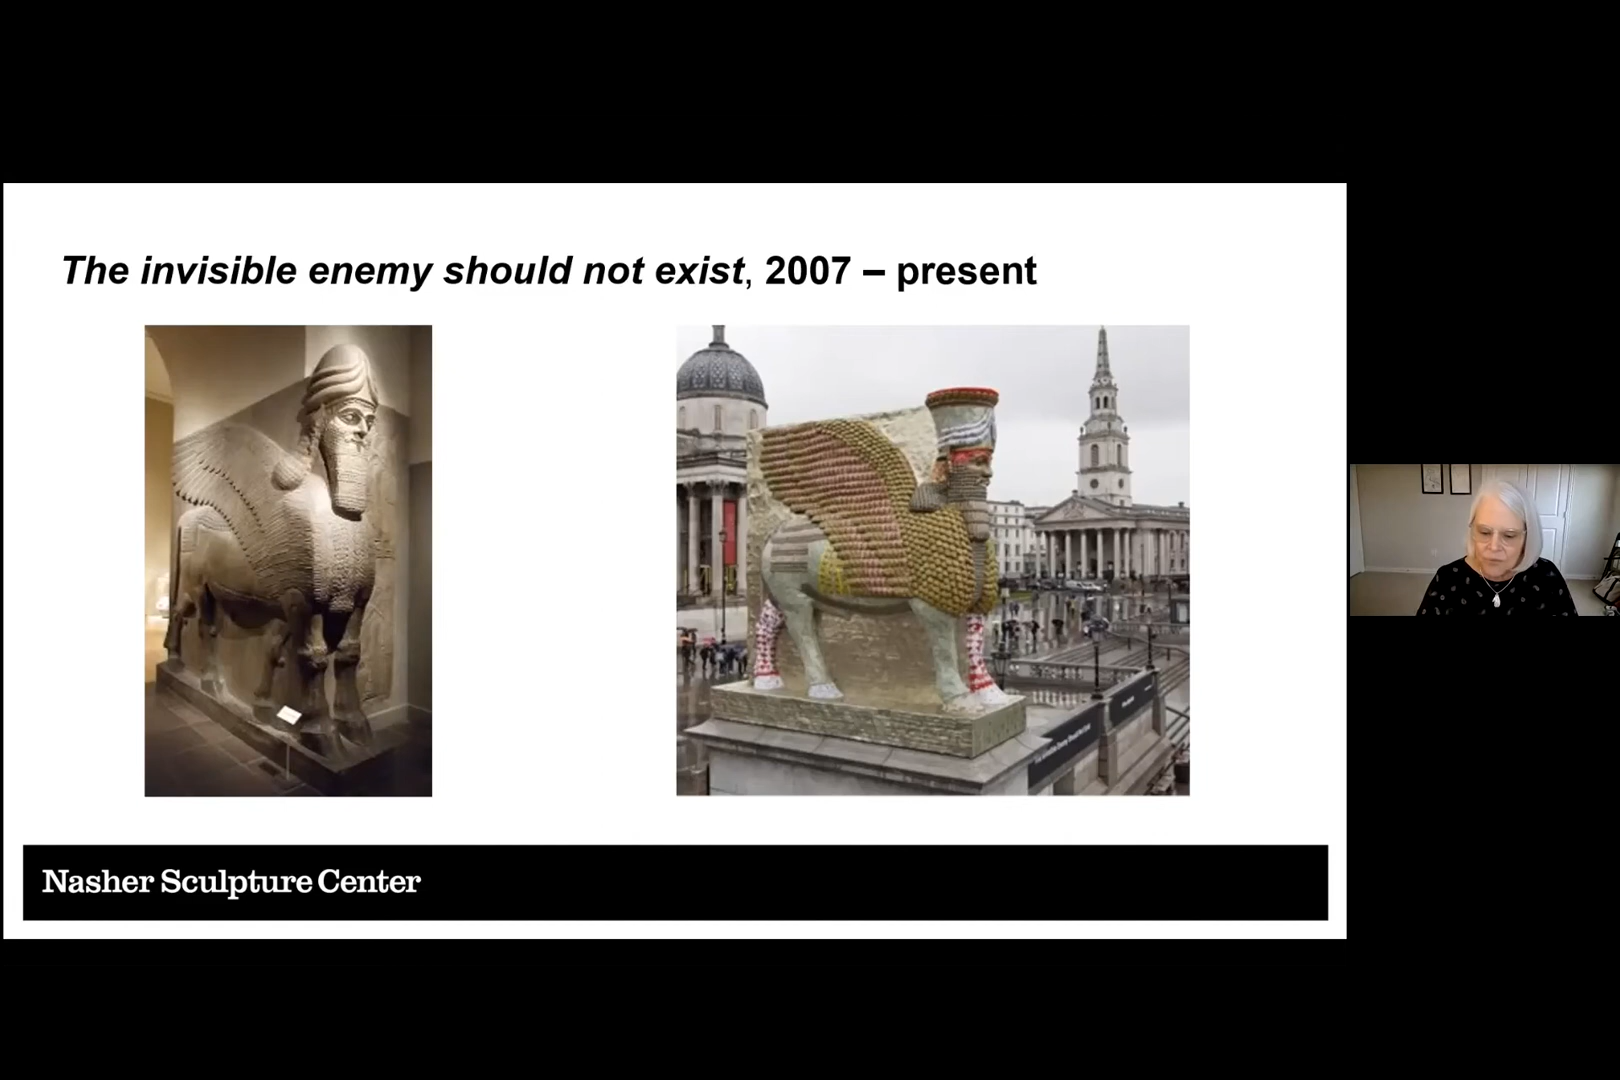 The invisible enemy should not exist, 2007 – present
Nasher Sculpture Center